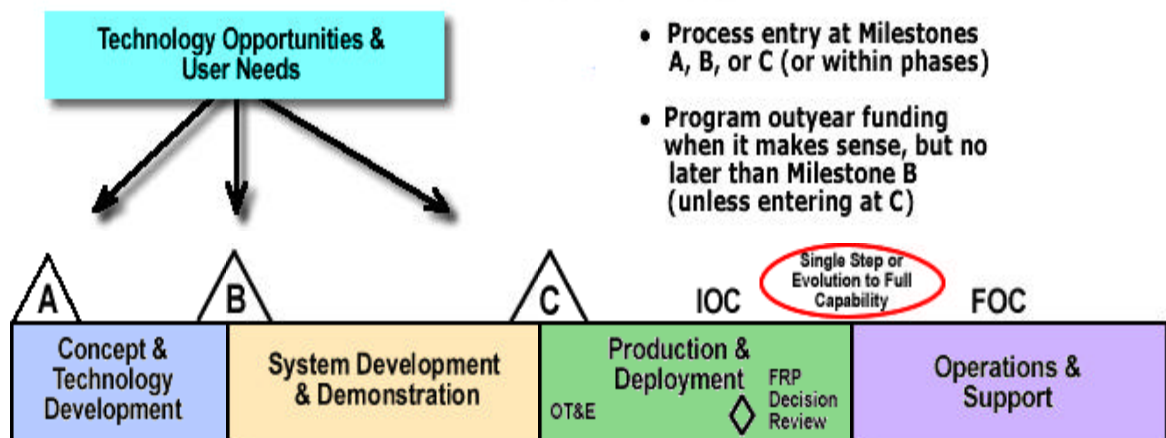 Technology Opportunities &
User Needs
• Process entry at Milestones
A, B, or C (or within phases)
• Program outyear funding
when it makes sense, but no
later than Milestone B
(unless entering at C)
A
B
C
IOC
Single Step or
Evolution to Full
Capability
FOC
Concept &
Technology
Development
System Development
& Demonstration
Production &
Deployment
OT&E
FRP
Decision
Review
Operations &
Support